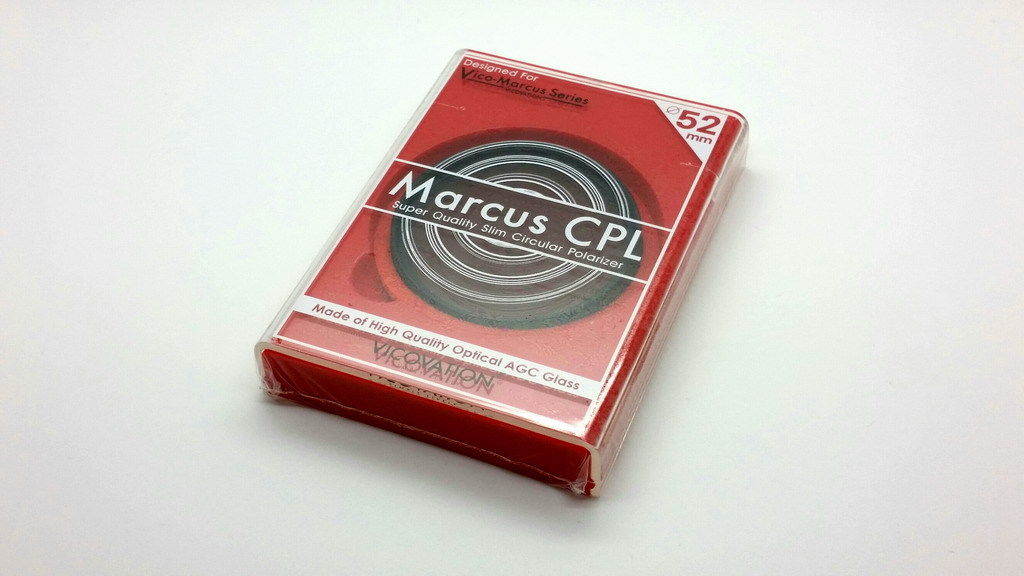 Designed For
Vico-Marcus Series
VICOVATION
⌀52
mm
Marcus CPL
Super Quality Slim Circular Polarizer
Made of High Quality Optical AGC Glass
VICOVATION